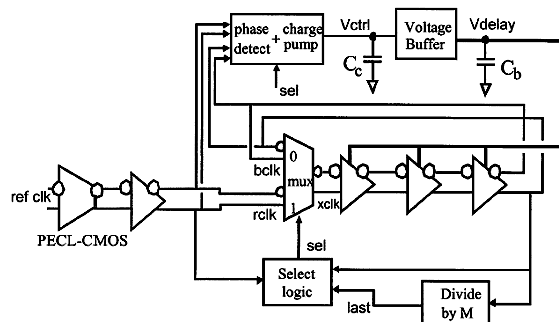 phase detect + charge pump
Vctrl
Voltage Buffer
Vdelay
Cc
Cb
sel
bclk
0
mux
ref clk
rclk
1
xclk
PECL-CMOS
sel
Select logic
last
Divide by M